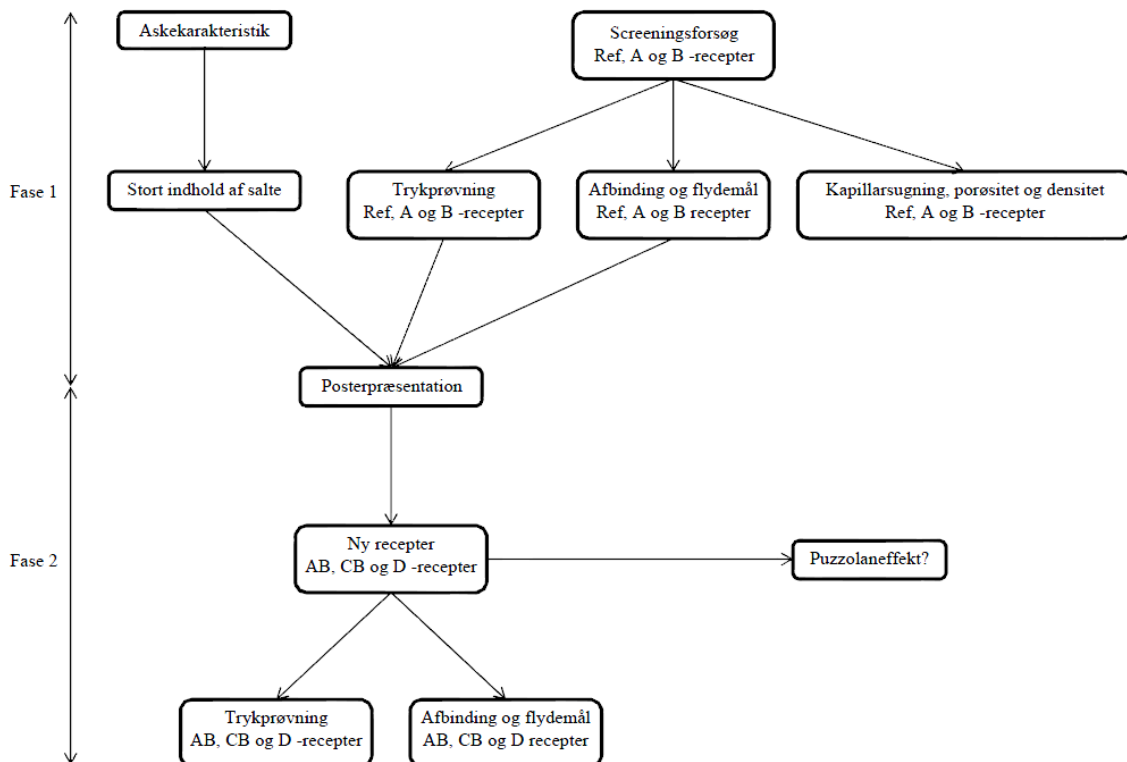 Askekarakteristik
Screeningsforsøg
Ref, A og B -recepter
Fase 1
Stort indhold af salte
Trykprøvning
Ref, A og B -recepter
Afbinding og flydemål
Ref, A og B recepter
Kapillarsugning, porøsitet og densitet
Ref, A og B -recepter
Posterpræsentation
Fase 2
Ny recepter
AB, CB og D -recepter
Puzzolaneffekt?
Trykprøvning
AB, CB og D -recepter
Afbinding og flydemål
AB, CB og D recepter